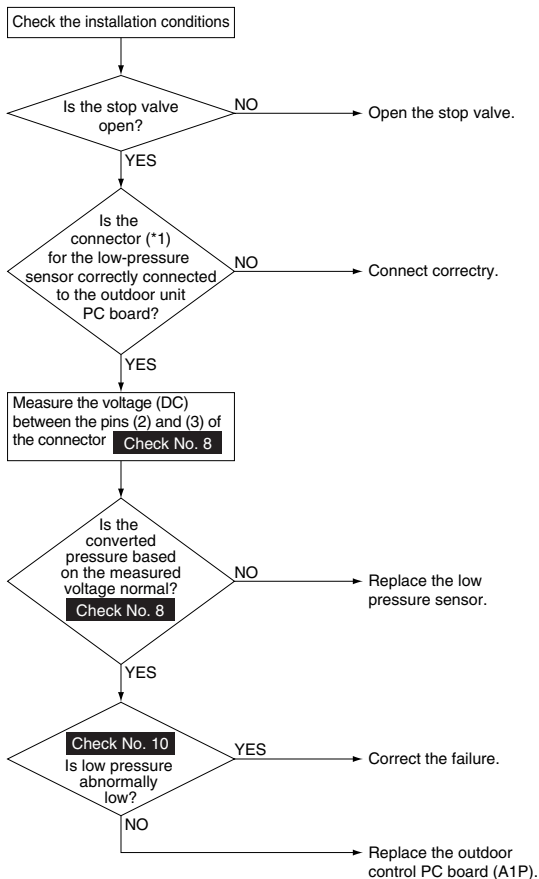 Check the installation conditions
Is the stop valve
open?
NO
Open the stop valve.
YES
Is the
connector (*1)
for the low-pressure
sensor correctly connected
to the outdoor unit
PC board?
NO
Connect correctry.
YES
Measure the voltage (DC)
between the pins (2) and (3) of
the connector Check No. 8
Is the
converted
pressure based
on the measured
voltage normal?
Check No. 8
NO
Replace the low
pressure sensor.
YES
Check No. 10
Is low pressure
abnormally
low?
YES
Correct the failure.
NO
Replace the outdoor
control PC board (A1P).